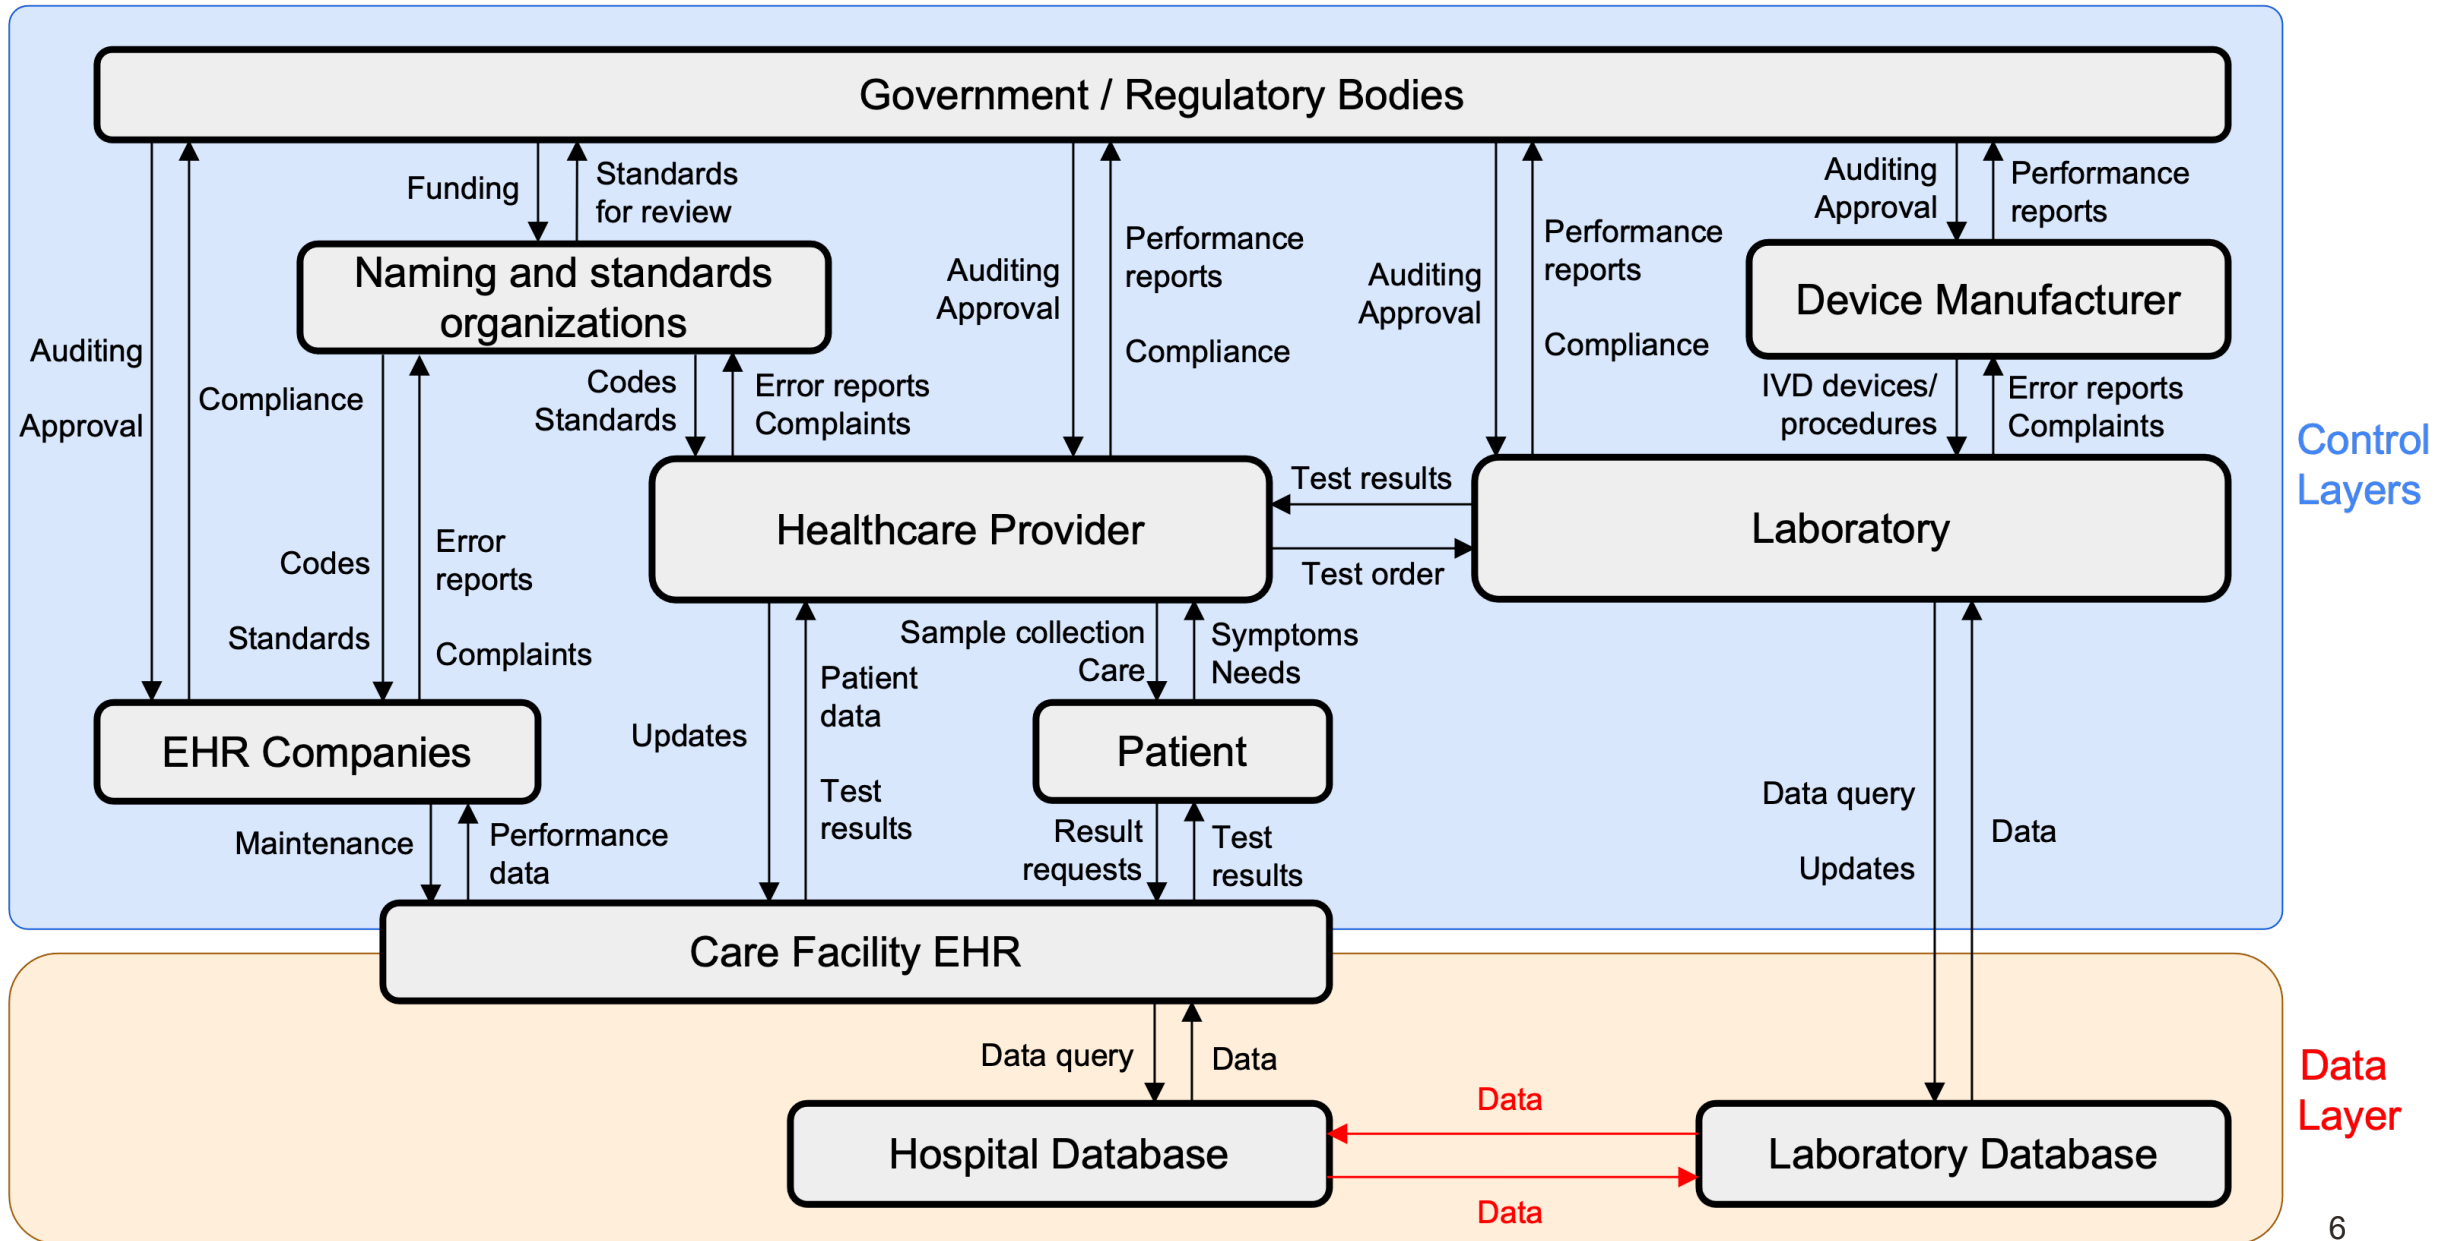 Government / Regulatory Bodies
Funding
Standards
for review
Auditing
Approval
Performance
reports
Naming and standards
organizations
Auditing
Approval
Performance
reports
Compliance
Auditing
Approval
Performance
reports
Compliance
Device Manufacturer
Auditing
Approval
Compliance
Codes
Standards
Error reports
Complaints
IVD devices/
procedures
Error reports
Complaints
Control
Layers
Healthcare Provider
Test results
Test order
Laboratory
Codes
Standards
Error
reports
Complaints
Sample collection
Care
Symptoms
Needs
Updates
Patient
data
Test
results
EHR Companies
Patient
Data query
Updates
Data
Maintenance
Performance
data
Result
requests
Test
results
Care Facility EHR
Data query
Data
Data
Layer
Hospital Database
Data
Data
Laboratory Database
6